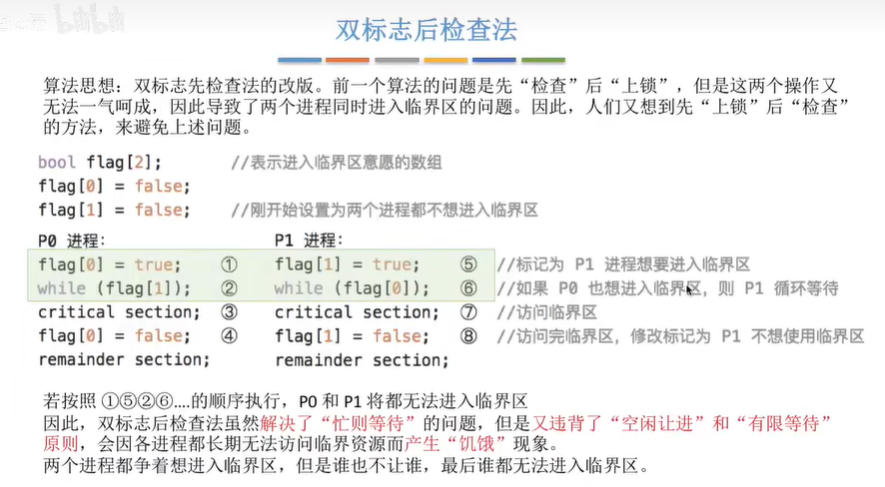 双标志后检查法
算法思想：双标志先检查法的改版。前一个算法的问题是先“检查”后“上锁”，但是这两个操作又
无法一气呵成，因此导致了两个进程同时进入临界区的问题。因此，人们又想到先“上锁”后“检查”
的方法，来避免上述问题。
bool flag[2]; //表示进入临界区意愿的数组
flag[0] = false;
flag[1] = false; //刚开始设置为两个进程都不想进入临界区
P0 进程： P1 进程：
flag[0] = true; ① flag[1] = true; ⑤ //标记为 P1 进程想要进入临界区
while (flag[1]); ② while (flag[0]); ⑥ //如果 P0 也想进入临界区，则 P1 循环等待
critical section; ③ critical section; ⑦ //访问临界区
flag[0] = false; ④ flag[1] = false; ⑧ //访问完临界区，修改标记为 P1 不想使用临界区
remainder section; remainder section;
若按照 ①⑤②⑥....的顺序执行，P0 和 P1 将都无法进入临界区
因此，双标志后检查法虽然解决了“忙则等待”的问题，但是又违背了“空闲让进”和“有限等待”
原则，会因各进程都长期无法访问临界资源而产生“饥饿”现象。
两个进程都争着想进入临界区，但是谁也不让谁，最后谁都无法进入临界区。